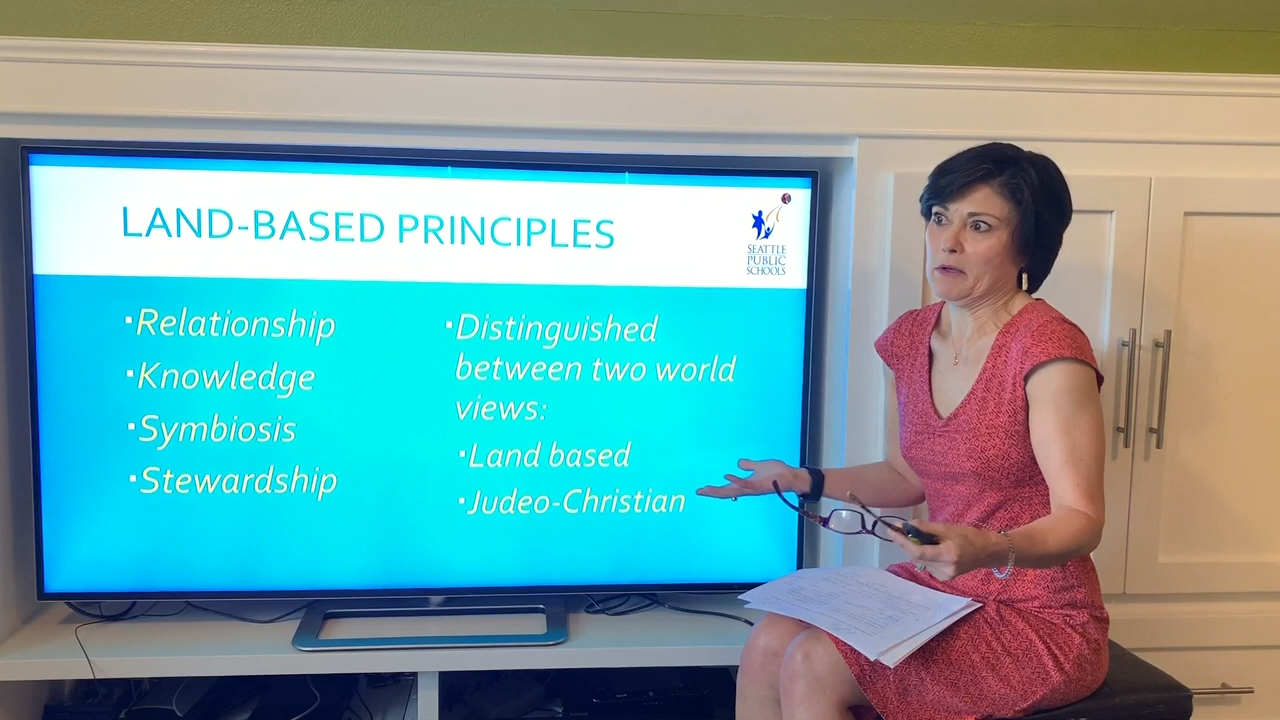 LAND-BASED PRINCIPLES
SEATTLE
PUBLIC
SCHOOLS
▪Relationship
▪Knowledge
▪Symbiosis
▪Stewardship
▪Distinguished
between two world
views:
▪Land based
▪Judeo-Christian